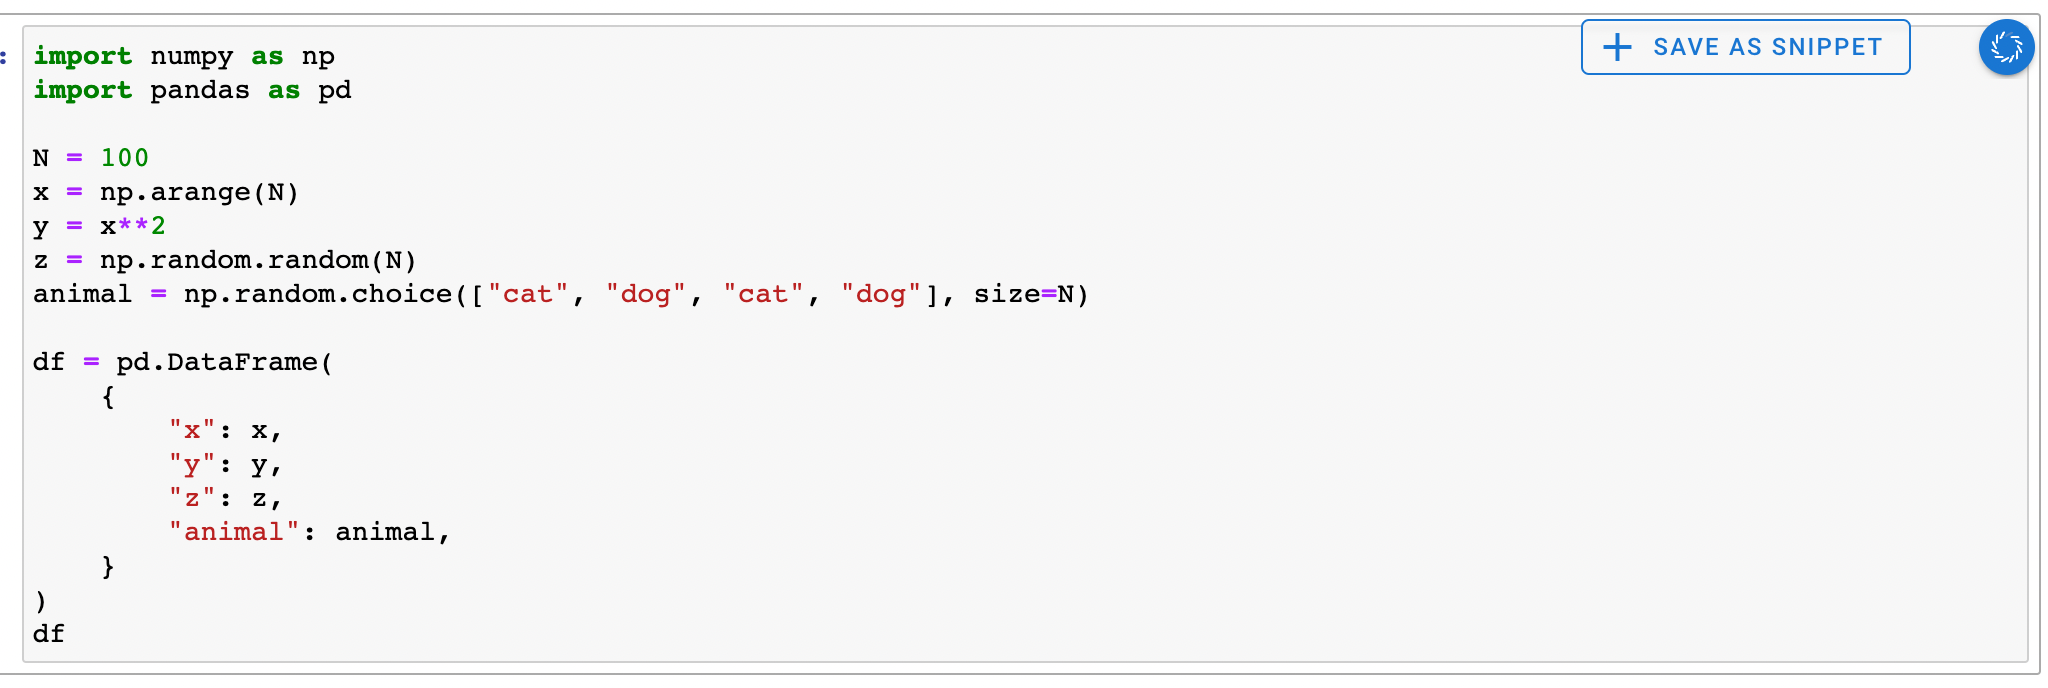 :
import numpy as np
import pandas as pd
N = 100
x = np.arange(N)
y = x**2
z = np.random.random(N)
animal = np.random.choice(["cat", "dog", "cat", "dog"], size=N)
df = pd.DataFrame(
    {
        "x": x,
        "y": y,
        "z": z,
        "animal": animal,
    }
)
df
+ SAVE AS SNIPPET